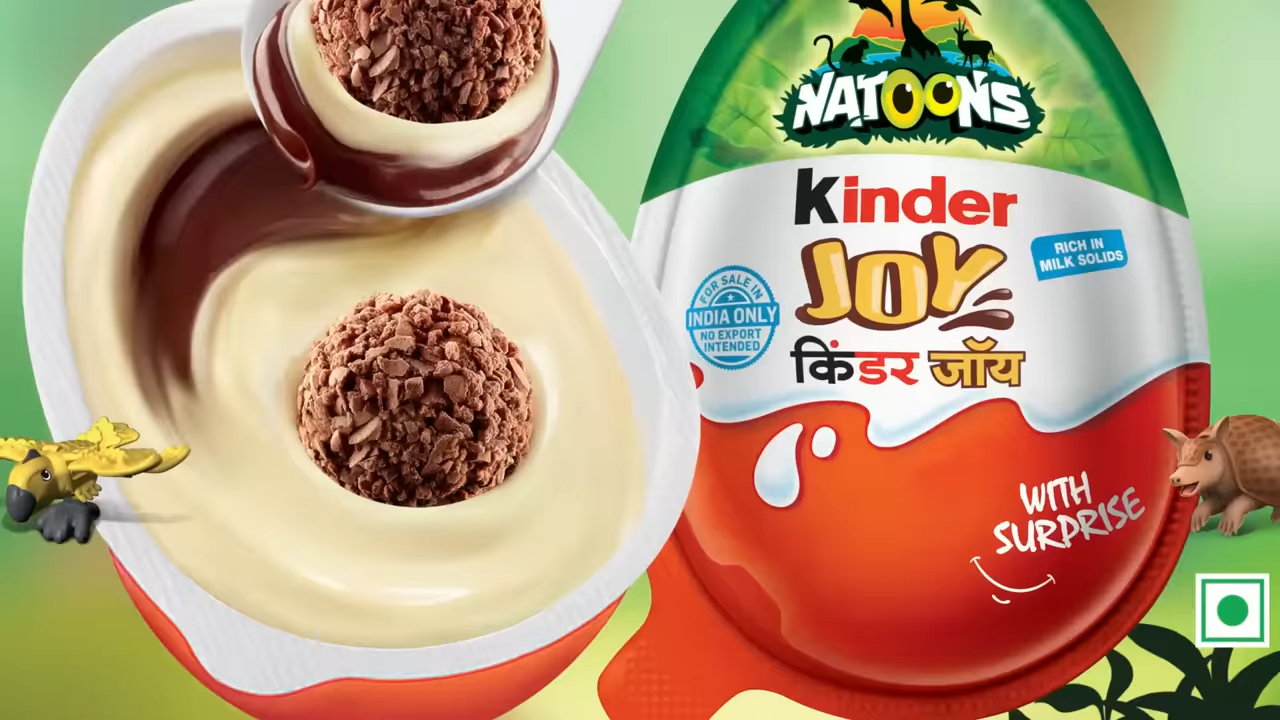 NATOONS
Kinder
JOY
RICH IN
MILK SOLIDS
FOR SALE IN
INDIA ONLY
NO EXPORT
INTENDED
किंडर जॉय
WITH
SURPRISE